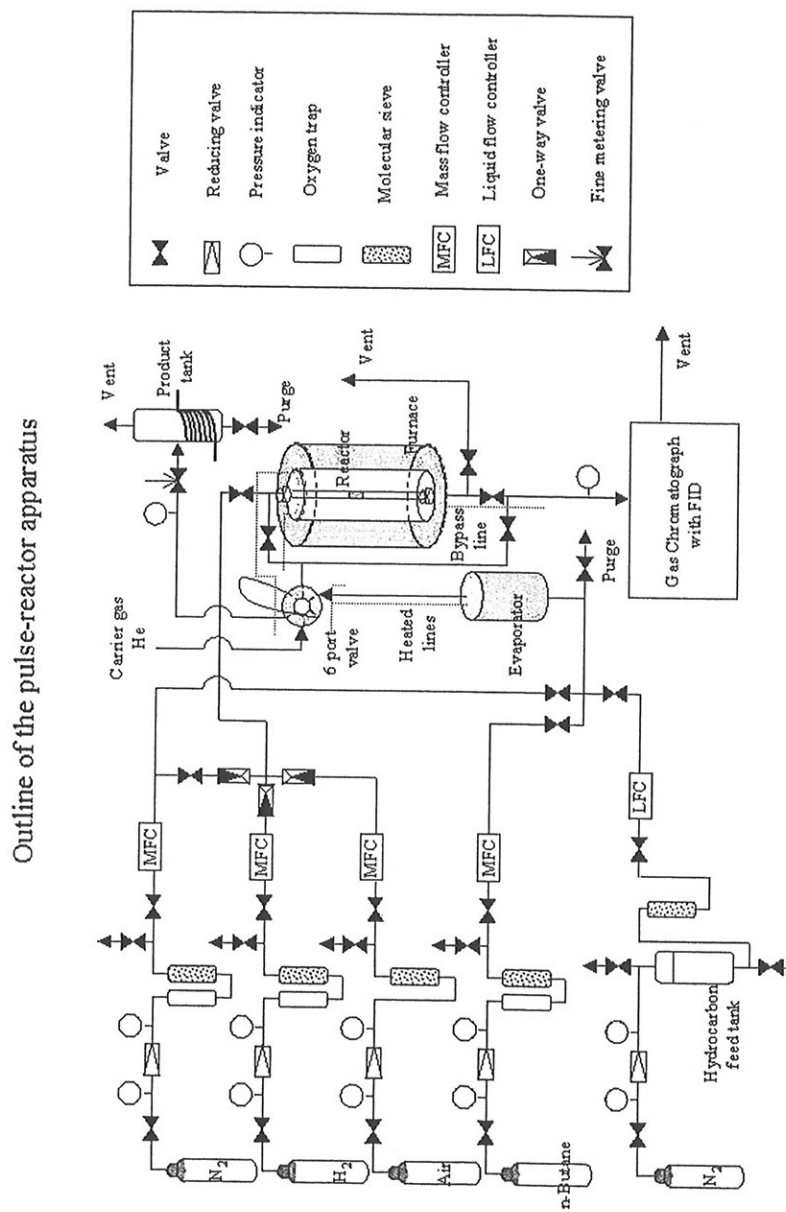 Outline of the pulse-reactor apparatus
Valve
Reducing valve
Pressure indicator
Oxygen trap
Molecular sieve
MFC
Mass flow controller
LFC
Liquid flow controller
One-way valve
Fine metering valve
Vent
Product
tank
Purge
Carrier gas
He
6 port
valve
Reactor
Furnace
Vent
Bypass
line
Heated
lines
Evaporator
Purge
Gas Chromatograph
with FID
Vent
MFC
MFC
MFC
MFC
LFC
N2
H2
Air
n-Butane
Hydrocarbon
feed tank
N2